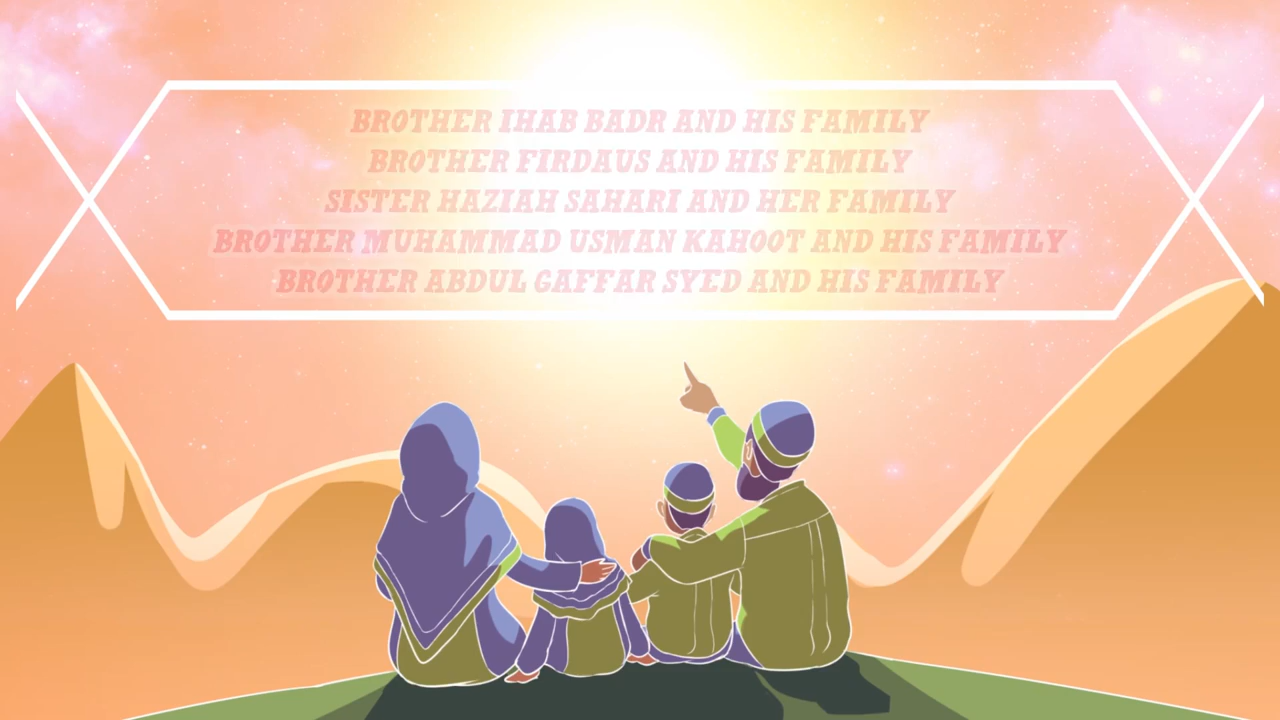 BROTHER IHAB BADR AND HIS FAMILY
BROTHER FIRDAUS AND HIS FAMILY
SISTER HAZIAH SAHARI AND HER FAMILY
BROTHER MUHAMMAD USMAN KAHOOT AND HIS FAMILY
BROTHER ABDUL GAFFAR SYED AND HIS FAMILY